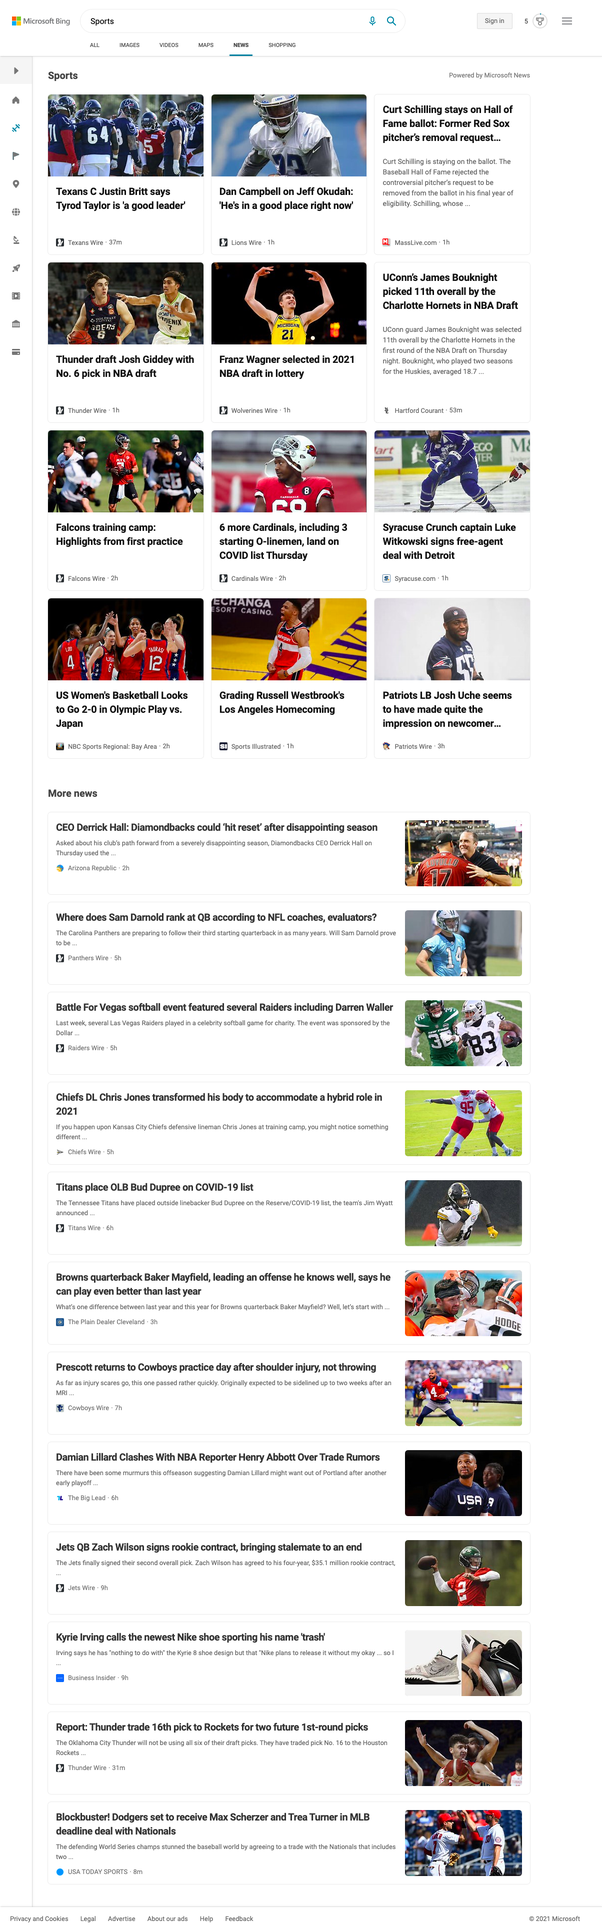 Microsoft Bing
Sports
Sign in
5
ALL IMAGES VIDEOS MAPS NEWS SHOPPING
Sports
Powered by Microsoft News
Texans C Justin Britt says
Tyrod Taylor is 'a good leader'
Texans Wire · 37m
Dan Campbell on Jeff Okudah:
'He's in a good place right now'
Lions Wire · 1h
Curt Schilling stays on Hall of
Fame ballot: Former Red Sox
pitcher's removal request...
Curt Schilling is staying on the ballot. The
Baseball Hall of Fame rejected the
controversial pitcher's request to be
removed from the ballot in his final year of
eligibility. Schilling, whose ...
MassLive.com · 1h
Thunder draft Josh Giddey with
No. 6 pick in NBA draft
Thunder Wire · 1h
MICHIGAN
21
Franz Wagner selected in 2021
NBA draft in lottery
Wolverines Wire · 1h
UConn's James Bouknight
picked 11th overall by the
Charlotte Hornets in NBA Draft
UConn guard James Bouknight was selected
11th overall by the Charlotte Hornets in the
first round of the NBA Draft on Thursday
night. Bouknight, who played two seasons
for the Huskies, averaged 18.7 ...
Hartford Courant · 53m
Falcons training camp:
Highlights from first practice
Falcons Wire · 2h
6 more Cardinals, including 3
starting O-linemen, land on
COVID list Thursday
Cardinals Wire · 2h
Syracuse Crunch captain Luke
Witkowski signs free-agent
deal with Detroit
Syracuse.com · 1h
US Women's Basketball Looks
to Go 2-0 in Olympic Play vs.
Japan
NBC Sports Regional: Bay Area · 2h
Grading Russell Westbrook's
Los Angeles Homecoming
Sports Illustrated · 1h
Patriots LB Josh Uche seems
to have made quite the
impression on newcomer...
Patriots Wire · 3h
More news
CEO Derrick Hall: Diamondbacks could 'hit reset' after disappointing season
Asked about his club's path forward from a severely disappointing season, Diamondbacks CEO Derrick Hall on
Thursday used the ...
Arizona Republic · 2h
17
Where does Sam Darnold rank at QB according to NFL coaches, evaluators?
The Carolina Panthers are preparing to follow their third starting quarterback in as many years. Will Sam Darnold prove
to be ...
Panthers Wire · 5h
14
Battle For Vegas softball event featured several Raiders including Darren Waller
Last week, several Las Vegas Raiders played in a celebrity softball game for charity. The event was sponsored by the
Dollar ...
Raiders Wire · 5h
83
Chiefs DL Chris Jones transformed his body to accommodate a hybrid role in
2021
If you happen upon Kansas City Chiefs defensive lineman Chris Jones at training camp, you might notice something
different ...
Chiefs Wire · 5h
95
Titans place OLB Bud Dupree on COVID-19 list
The Tennessee Titans have placed outside linebacker Bud Dupree on the Reserve/COVID-19 list, the team's Jim Wyatt
announced ...
Titans Wire · 6h
Browns quarterback Baker Mayfield, leading an offense he knows well, says he
can play even better than last year
What's one difference between last year and this year for Browns quarterback Baker Mayfield? Well, let's start with ...
The Plain Dealer Cleveland · 3h
HODGE
Prescott returns to Cowboys practice day after shoulder injury, not throwing
As far as injury scares go, this one passed rather quickly. Originally expected to be sidelined up to two weeks after an
MRI ...
Cowboys Wire · 7h
4
Damian Lillard Clashes With NBA Reporter Henry Abbott Over Trade Rumors
There have been some murmurs this offseason suggesting Damian Lillard might want out of Portland after another
early playoff ...
The Big Lead · 6h
USA
Jets QB Zach Wilson signs rookie contract, bringing stalemate to an end
The Jets finally signed their second overall pick. Zach Wilson has agreed to his four-year, $35.1 million rookie contract,
...
Jets Wire · 9h
2
Kyrie Irving calls the newest Nike shoe sporting his name 'trash'
Irving says he has "nothing to do with" the Kyrie 8 shoe design but that "Nike plans to release it without my okay ... so I
...
Business Insider · 9h
Report: Thunder trade 16th pick to Rockets for two future 1st-round picks
The Oklahoma City Thunder will not be using all six of their draft picks. They have traded pick No. 16 to the Houston
Rockets ...
Thunder Wire · 31m
Blockbuster! Dodgers set to receive Max Scherzer and Trea Turner in MLB
deadline deal with Nationals
The defending World Series champs stunned the baseball world by agreeing to a trade with the Nationals that includes
two ...
USA TODAY SPORTS · 8m
Privacy and Cookies Legal Advertise About our ads Help Feedback © 2021 Microsoft